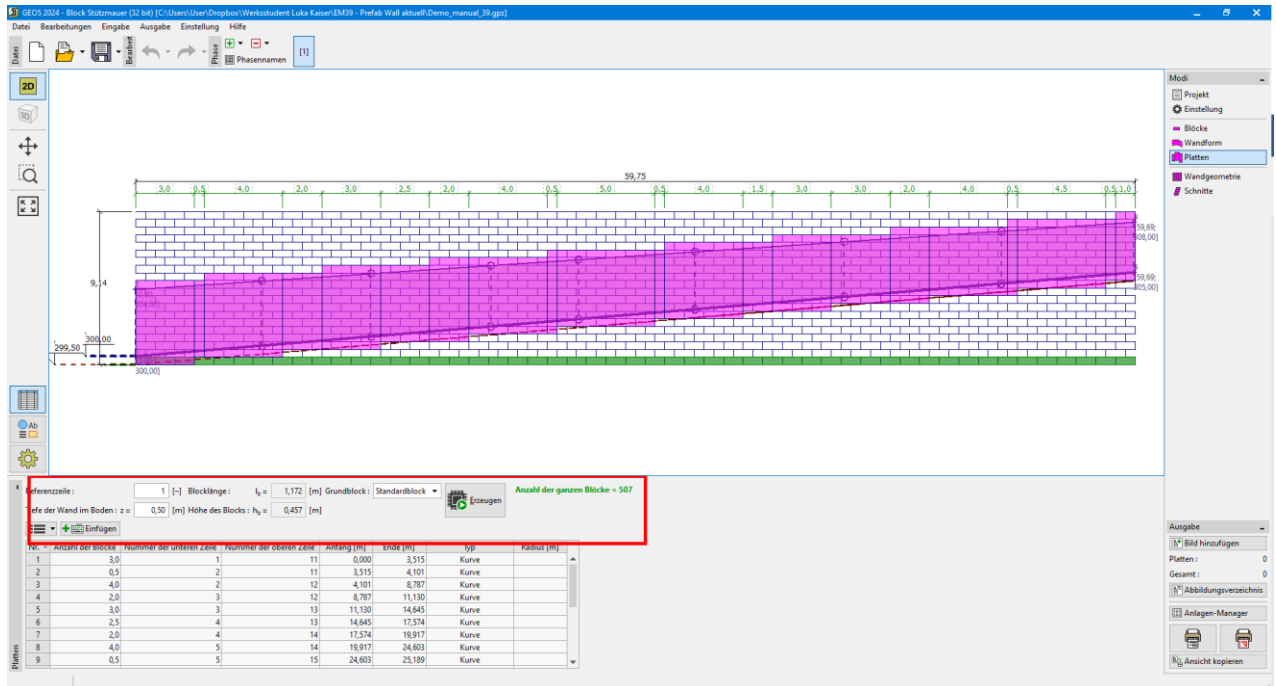 GEO5 2024 - Block Stützmauer (32 bit) [C:\Users\User\Dropbox\Werksstudent Luka Kaiser\EM39 - Prefab Wall aktuell\Demo_manual_39.gpz]
Datei Bearbeitungen Eingabe Ausgabe Einstellung Hilfe
Datei
Bearbeit
Phase
Phasennamen
[1]
2D
3D
59,75
3,0 0,5 4,0 2,0 3,0 2,5 2,0 4,0 0,5 5,0 0,5 4,0 1,5 3,0 3,0 2,0 4,0 0,5 4,5 0,5 1,0
59,69;
308,00]
9,14
59,69;
305,00]
300,00
299,50
300,00]
Ab
Modi
Projekt
Einstellung
Blöcke
Wandform
Platten
Wandgeometrie
Schnitte
Referenzzeile : 1 [–] Blocklänge : lb = 1,172 [m] Grundblock : Standardblock
Erzeugen
Anzahl der ganzen Blöcke = 507
Tiefe der Wand im Boden : z = 0,50 [m] Höhe des Blocks : hb = 0,457 [m]
Einfügen
Nr. Anzahl der Blöcke Nummer der unteren Zeile Nummer der oberen Zeile Anfang [m] Ende [m] Typ Radius [m]
1 3,0 1 11 0,000 3,515 Kurve
2 0,5 2 11 3,515 4,101 Kurve
3 4,0 2 12 4,101 8,787 Kurve
4 2,0 3 12 8,787 11,130 Kurve
5 3,0 3 13 11,130 14,645 Kurve
6 2,5 4 13 14,645 17,574 Kurve
7 2,0 4 14 17,574 19,917 Kurve
8 4,0 5 14 19,917 24,603 Kurve
9 0,5 5 15 24,603 25,189 Kurve
Platten
Ausgabe
Bild hinzufügen
Platten : 0
Gesamt : 0
Abbildungsverzeichnis
Anlagen-Manager
Ansicht kopieren